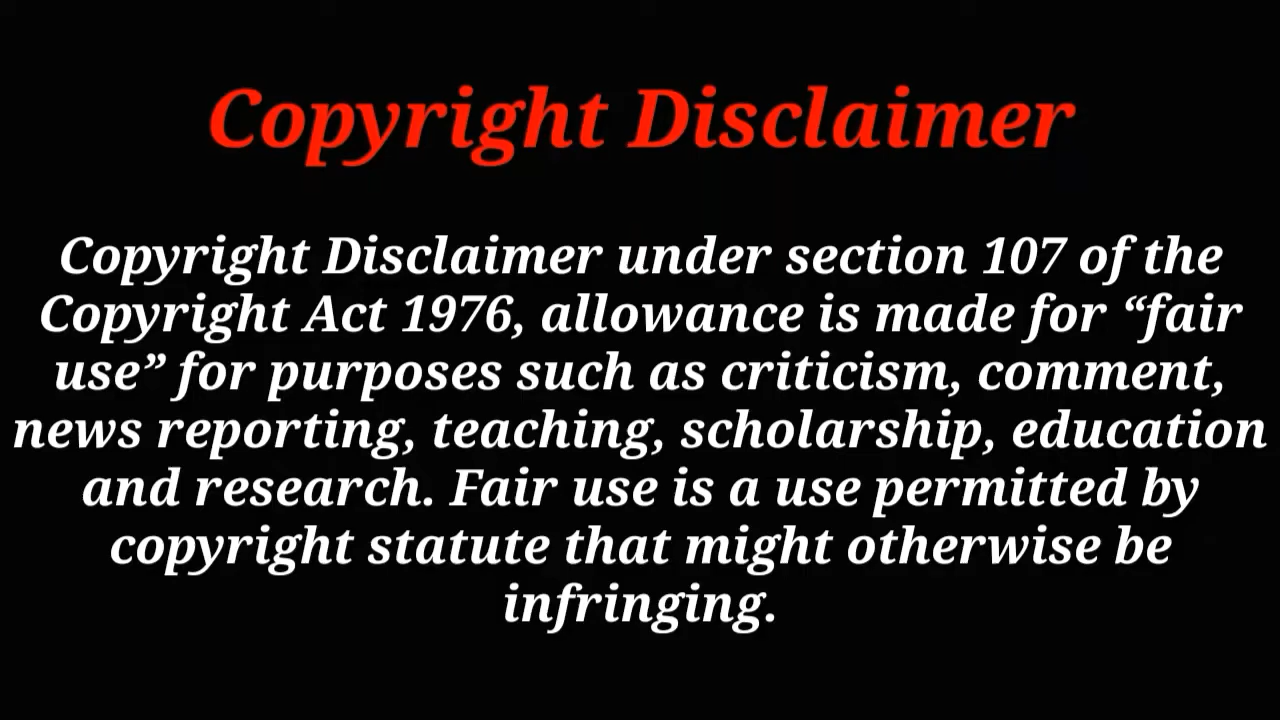 Copyright Disclaimer
Copyright Disclaimer under section 107 of the
Copyright Act 1976, allowance is made for “fair
use” for purposes such as criticism, comment,
news reporting, teaching, scholarship, education
and research. Fair use is a use permitted by
copyright statute that might otherwise be
infringing.